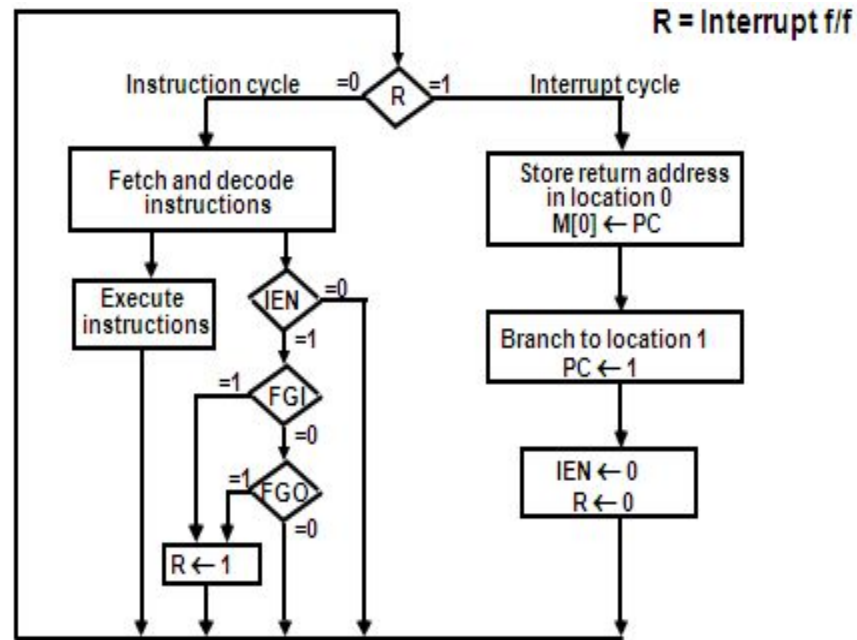 R = Interrupt f/f
Instruction cycle
=0
R
=1
Interrupt cycle
Fetch and decode
instructions
Store return address
in location 0
M[0] ← PC
Execute
instructions
IEN
=0
=1
Branch to location 1
PC ← 1
=1
FGI
=0
=1
FGO
=0
IEN ← 0
R ← 0
R ← 1